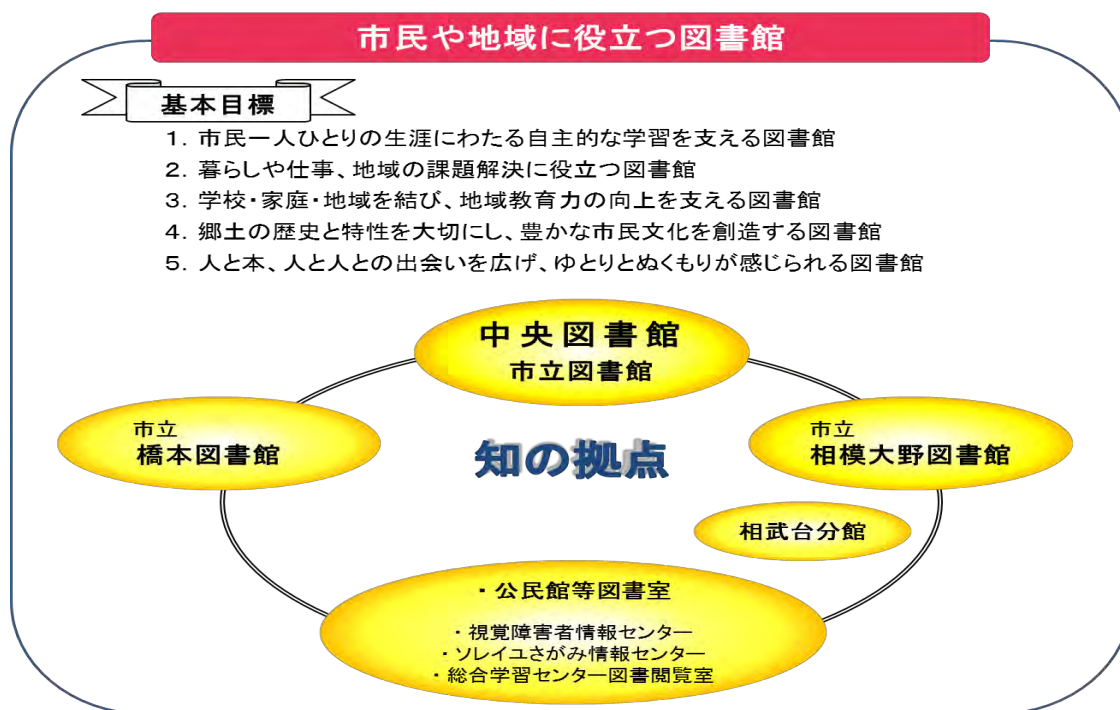 市民や地域に役立つ図書館
基本目標
1. 市民一人ひとりの生涯にわたる自主的な学習を支える図書館
2. 暮らしや仕事、地域の課題解決に役立つ図書館
3. 学校・家庭・地域を結び、地域教育力の向上を支える図書館
4. 郷土の歴史と特性を大切にし、豊かな市民文化を創造する図書館
5. 人と本、人と人との出会いを広げ、ゆとりとぬくもりが感じられる図書館
中央図書館
市立図書館
市立
橋本図書館
知の拠点
市立
相模大野図書館
相武台分館
・公民館等図書室
・視覚障害者情報センター
・ソレイユさがみ情報センター
・総合学習センター図書閲覧室